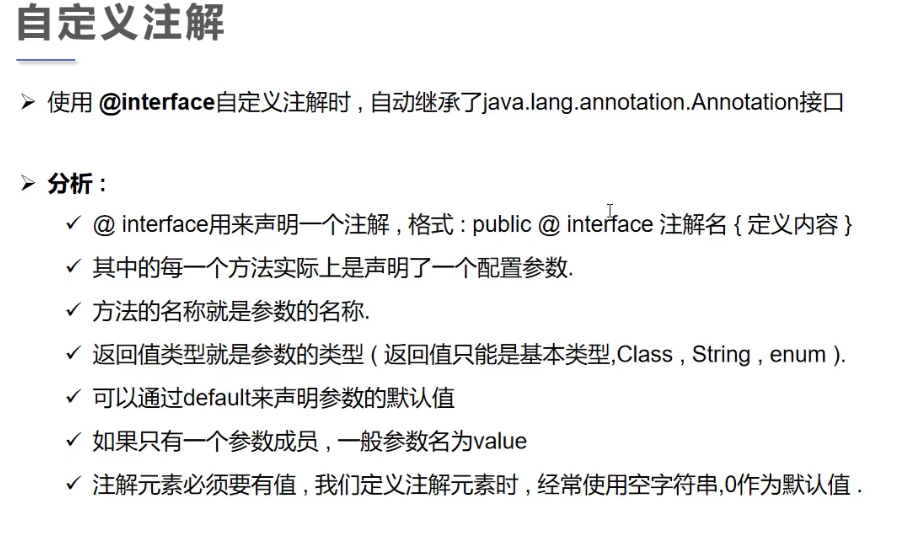 自定义注解
使用 @interface自定义注解时 , 自动继承了java.lang.annotation.Annotation接口
分析 :
@ interface用来声明一个注解 , 格式 : public @ interface 注解名 { 定义内容 }
其中的每一个方法实际上是声明了一个配置参数.
方法的名称就是参数的名称.
返回值类型就是参数的类型 ( 返回值只能是基本类型,Class , String , enum ).
可以通过default来声明参数的默认值
如果只有一个参数成员 , 一般参数名为value
注解元素必须要有值 , 我们定义注解元素时 , 经常使用空字符串,0作为默认值 .